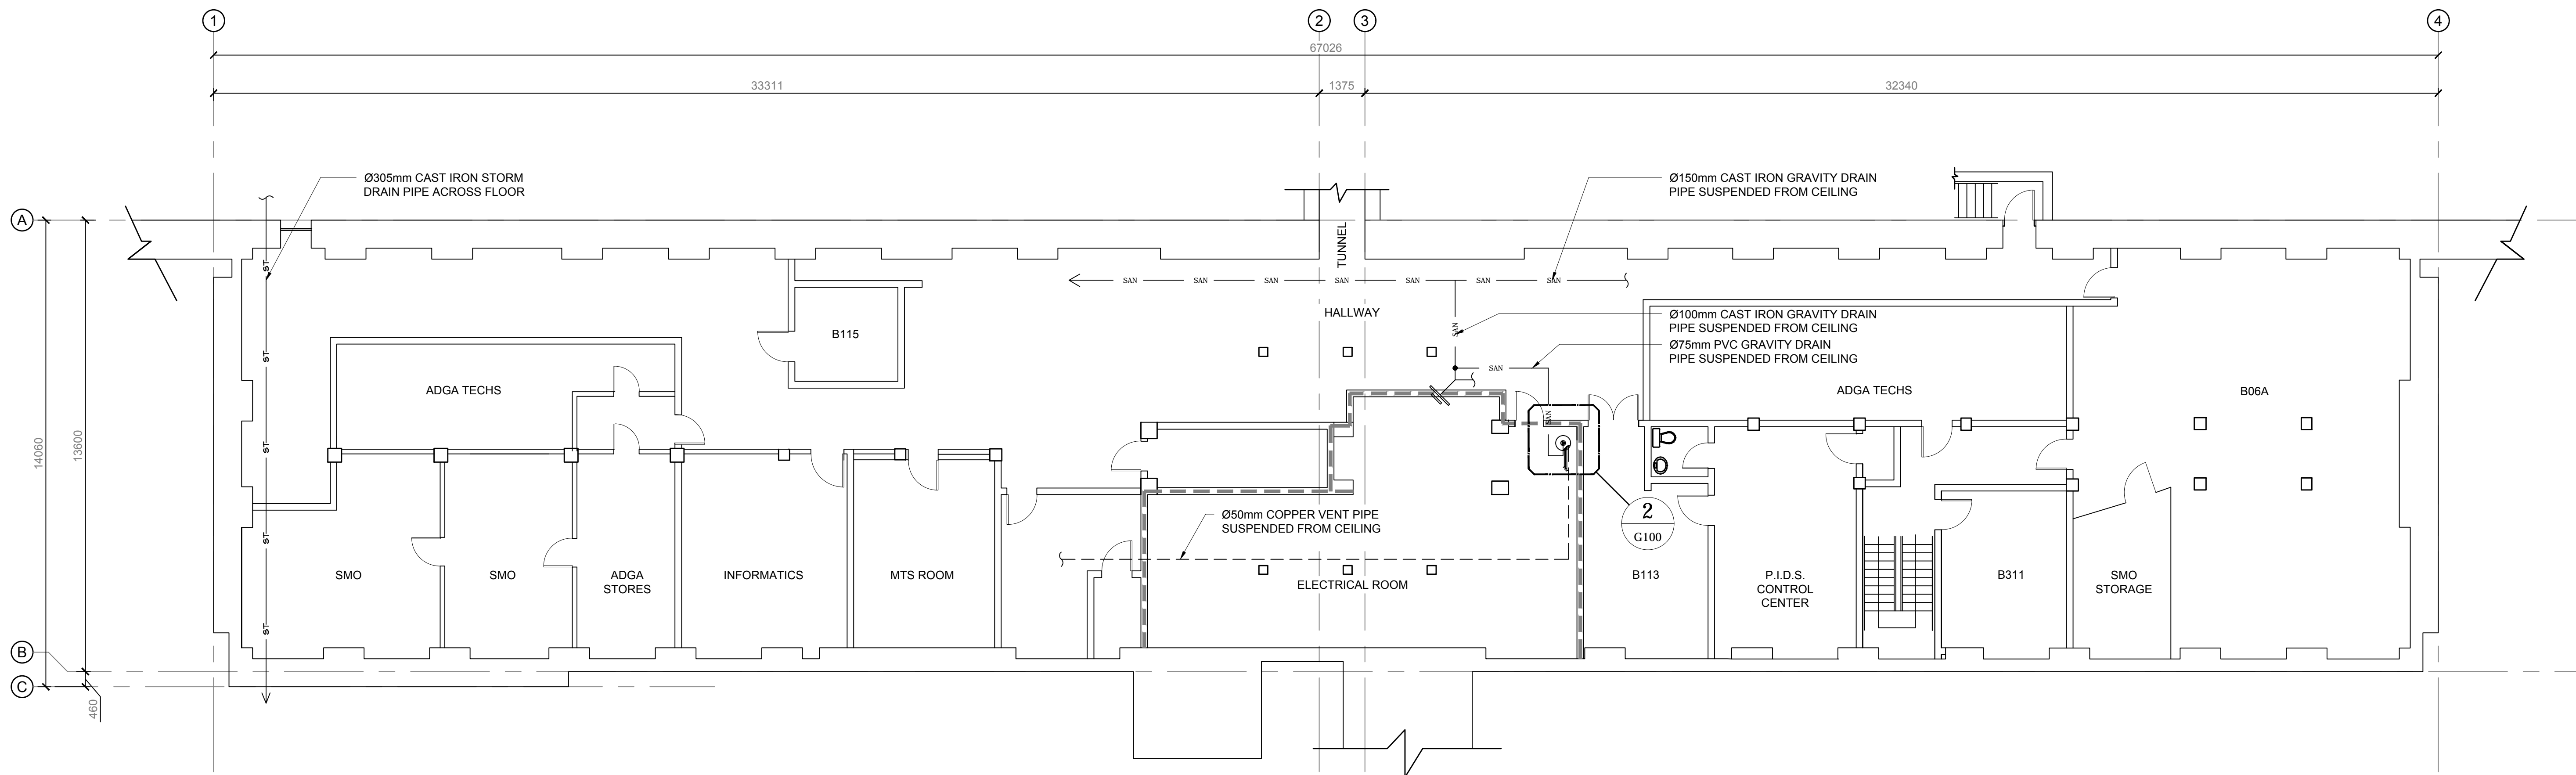 1
2
3
4
67026
33311
1375
32340
Ø305mm CAST IRON STORM
DRAIN PIPE ACROSS FLOOR
Ø150mm CAST IRON GRAVITY DRAIN
PIPE SUSPENDED FROM CEILING
A
TUNNEL
ST
SAN
SAN
SAN
SAN
SAN
SAN
SAN
HALLWAY
Ø100mm CAST IRON GRAVITY DRAIN
PIPE SUSPENDED FROM CEILING
SAN
B115
Ø75mm PVC GRAVITY DRAIN
PIPE SUSPENDED FROM CEILING
ST
SAN
ADGA TECHS
ADGA TECHS
B06A
SAN
14060
13600
ST
2
G100
Ø50mm COPPER VENT PIPE
SUSPENDED FROM CEILING
ST
SMO
SMO
ADGA
STORES
INFORMATICS
MTS ROOM
ELECTRICAL ROOM
B113
P.I.D.S.
CONTROL
CENTER
B311
SMO
STORAGE
ST
B
C
460